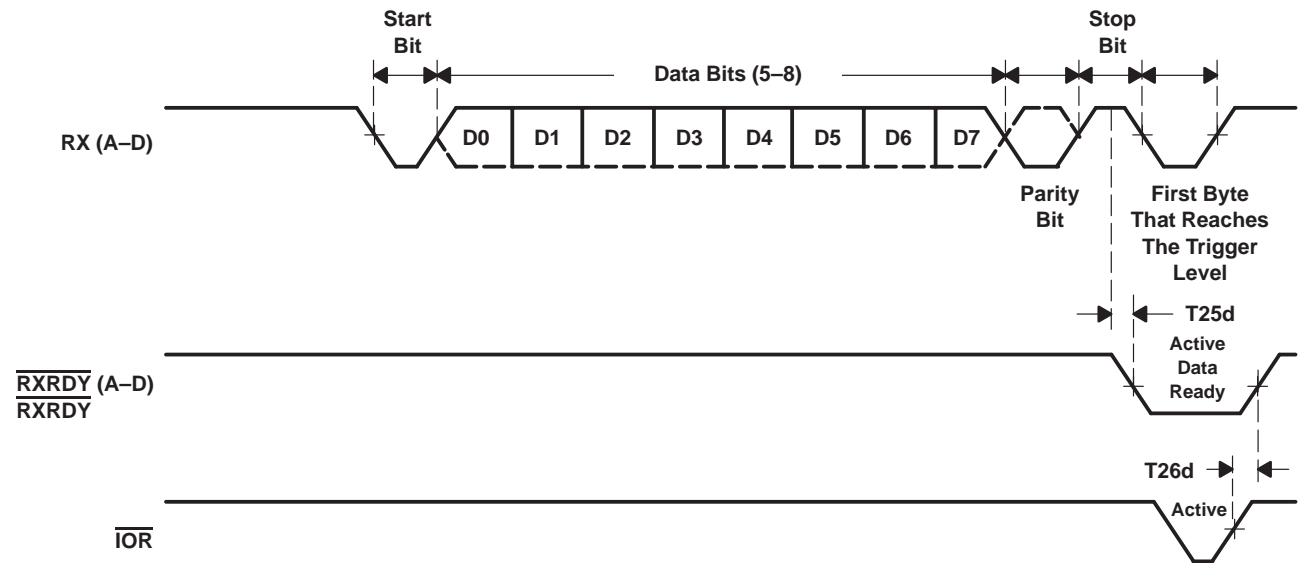 Start
Bit
Stop
Bit
Data Bits (5–8)
RX (A–D)
D0 D1 D2 D3 D4 D5 D6 D7
Parity
Bit
First Byte
That Reaches
The Trigger
Level
T25d
RXRDY (A–D)
RXRDY
Active
Data
Ready
T26d
IOR
Active